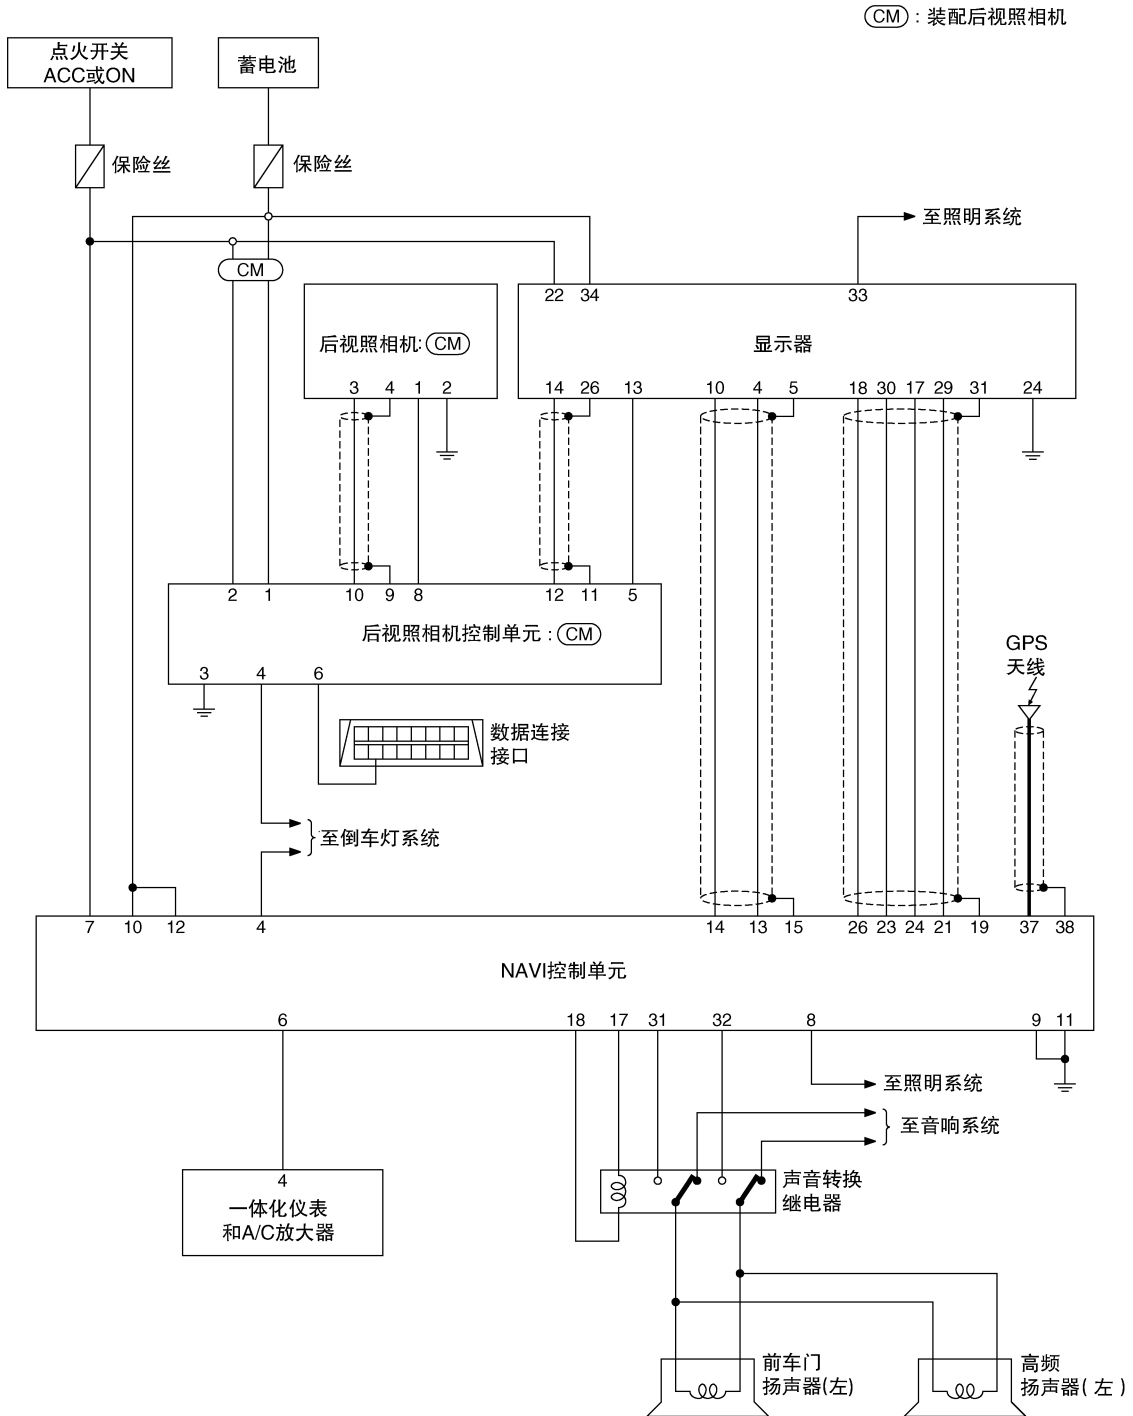 CM : 装配后视照相机
点火开关
ACC或ON
蓄电池
保险丝
保险丝
至照明系统
CM
22 34 33
后视照相机: CM
显示器
3 4 1 2
14 26 13 10 4 5 18 30 17 29 31 24
2 1 10 9 8 12 11 5
后视照相机控制单元 : CM
3 4 6
GPS
天线
数据连接
接口
至倒车灯系统
7 10 12 4 14 13 15 26 23 24 21 19 37 38
NAVI控制单元
6 18 17 31 32 8 9 11
至照明系统
至音响系统
4
一体化仪表
和A/C放大器
声音转换
继电器
前车门
扬声器(左)
高频
扬声器( 左 )